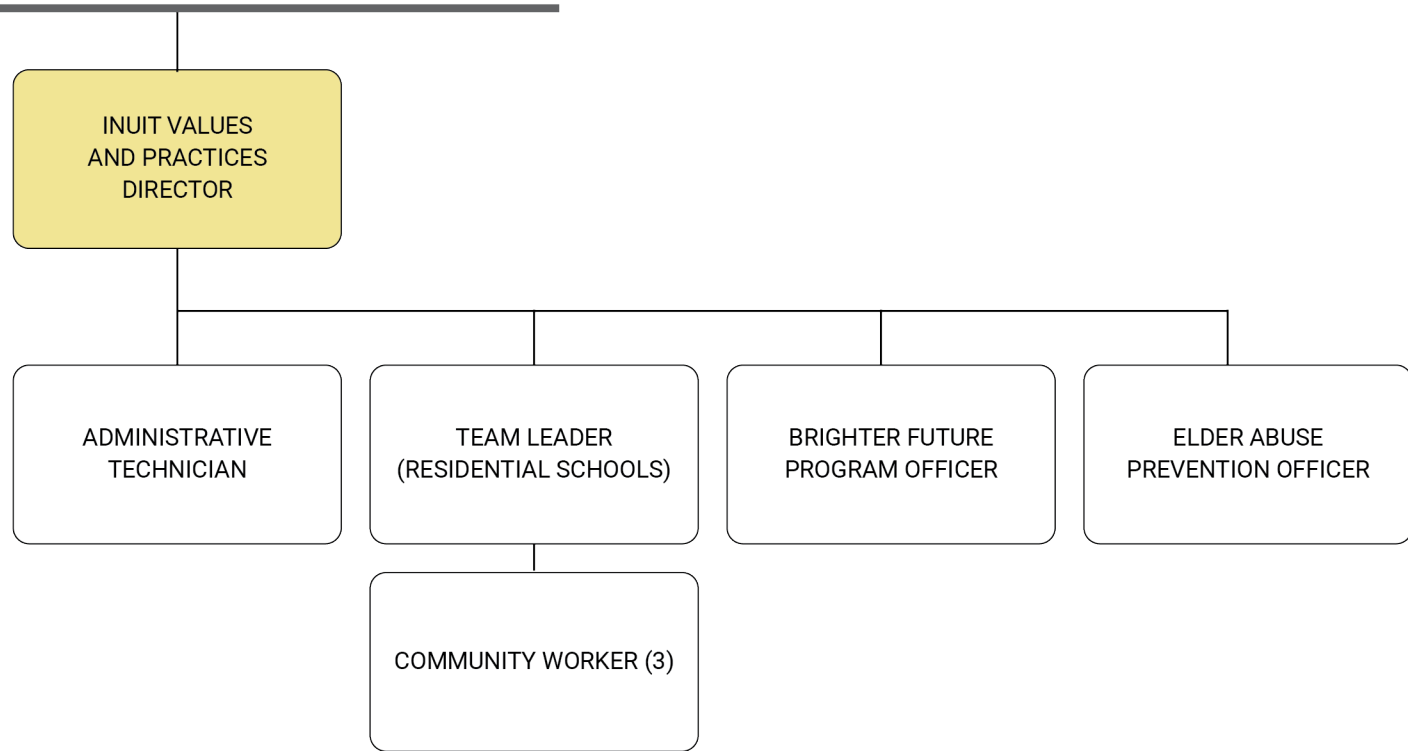 INUIT VALUES
AND PRACTICES
DIRECTOR
ADMINISTRATIVE
TECHNICIAN
TEAM LEADER
(RESIDENTIAL SCHOOLS)
BRIGHTER FUTURE
PROGRAM OFFICER
ELDER ABUSE
PREVENTION OFFICER
COMMUNITY WORKER (3)